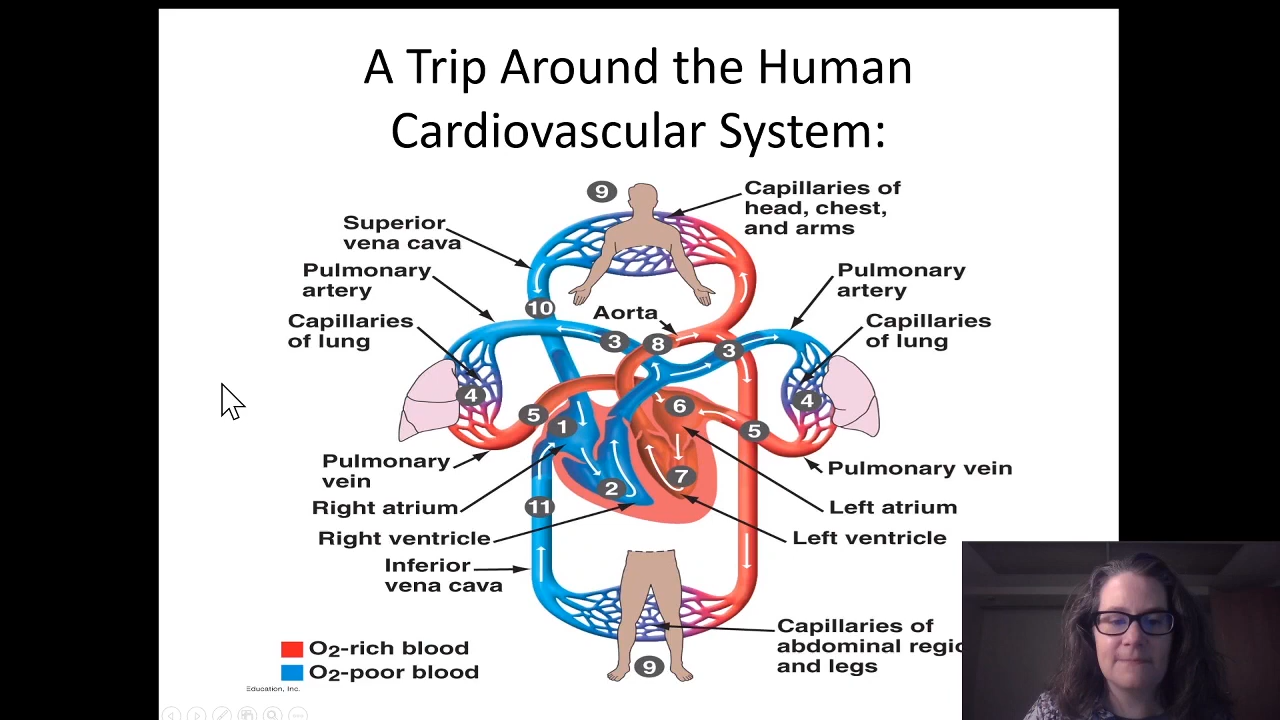 A Trip Around the Human
Cardiovascular System:
9
Capillaries of
head, chest,
and arms
Superior
vena cava
Pulmonary
artery
Pulmonary
artery
10
Aorta
Capillaries
of lung
Capillaries
of lung
3
8
3
4
4
5
1
6
5
2
7
Pulmonary
vein
Pulmonary vein
Right atrium
11
Left atrium
Right ventricle
Left ventricle
Inferior
vena cava
Capillaries of
abdominal regio
and legs
9
O2-rich blood
O2-poor blood
Education, Inc.